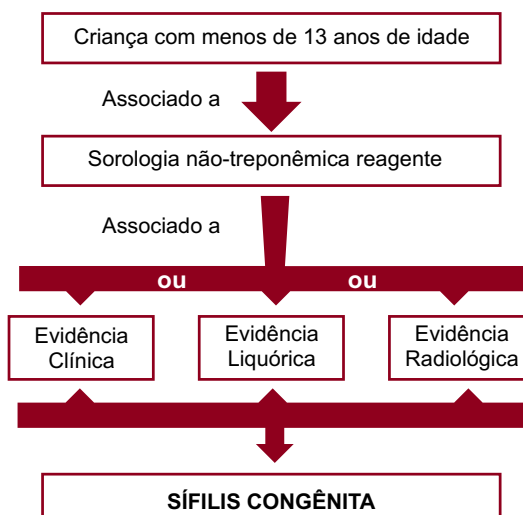 Criança com menos de 13 anos de idade
Associado a
Sorologia não-treponêmica reagente
Associado a
ou ou
Evidência Clínica
Evidência Liquórica
Evidência Radiológica
SÍFILIS CONGÊNITA